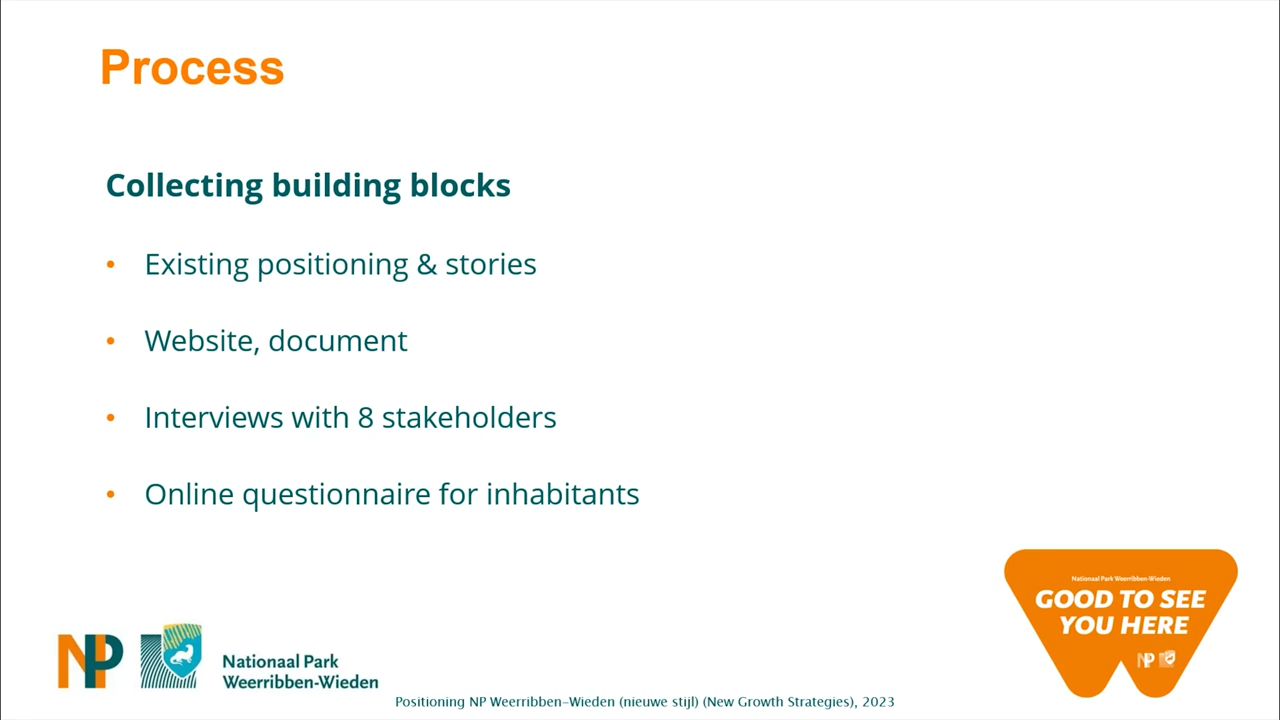 Process
Collecting building blocks
• Existing positioning & stories
• Website, document
• Interviews with 8 stakeholders
• Online questionnaire for inhabitants
Nationaal Park Weerribben-Wieden
GOOD TO SEE
YOU HERE
NP
NP
Nationaal Park
Weerribben-Wieden
Positioning NP Weerribben–Wieden (nieuwe stijl) (New Growth Strategies), 2023